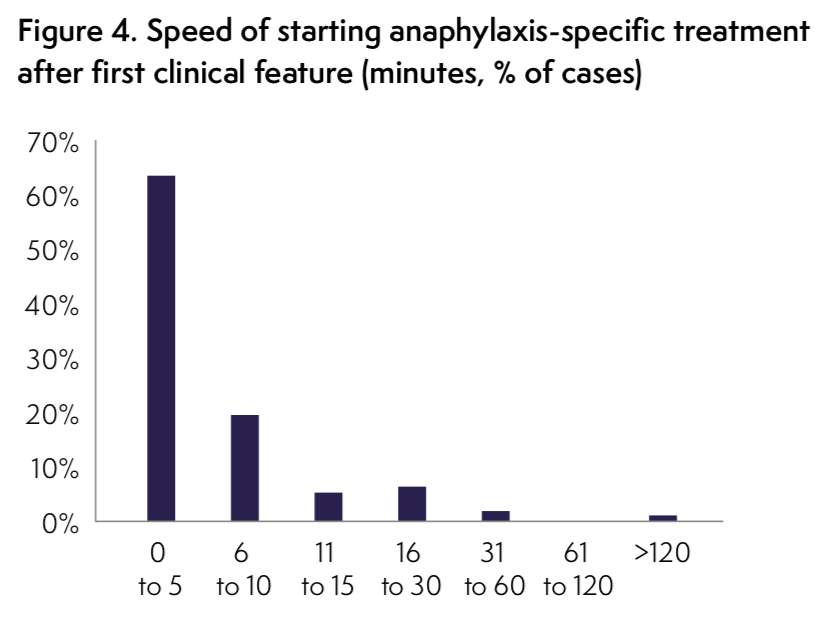 Figure 4. Speed of starting anaphylaxis-specific treatment
after first clinical feature (minutes, % of cases)
70%
60%
50%
40%
30%
20%
10%
0%
0 6 11 16 31 61 >120
to 5 to 10 to 15 to 30 to 60 to 120